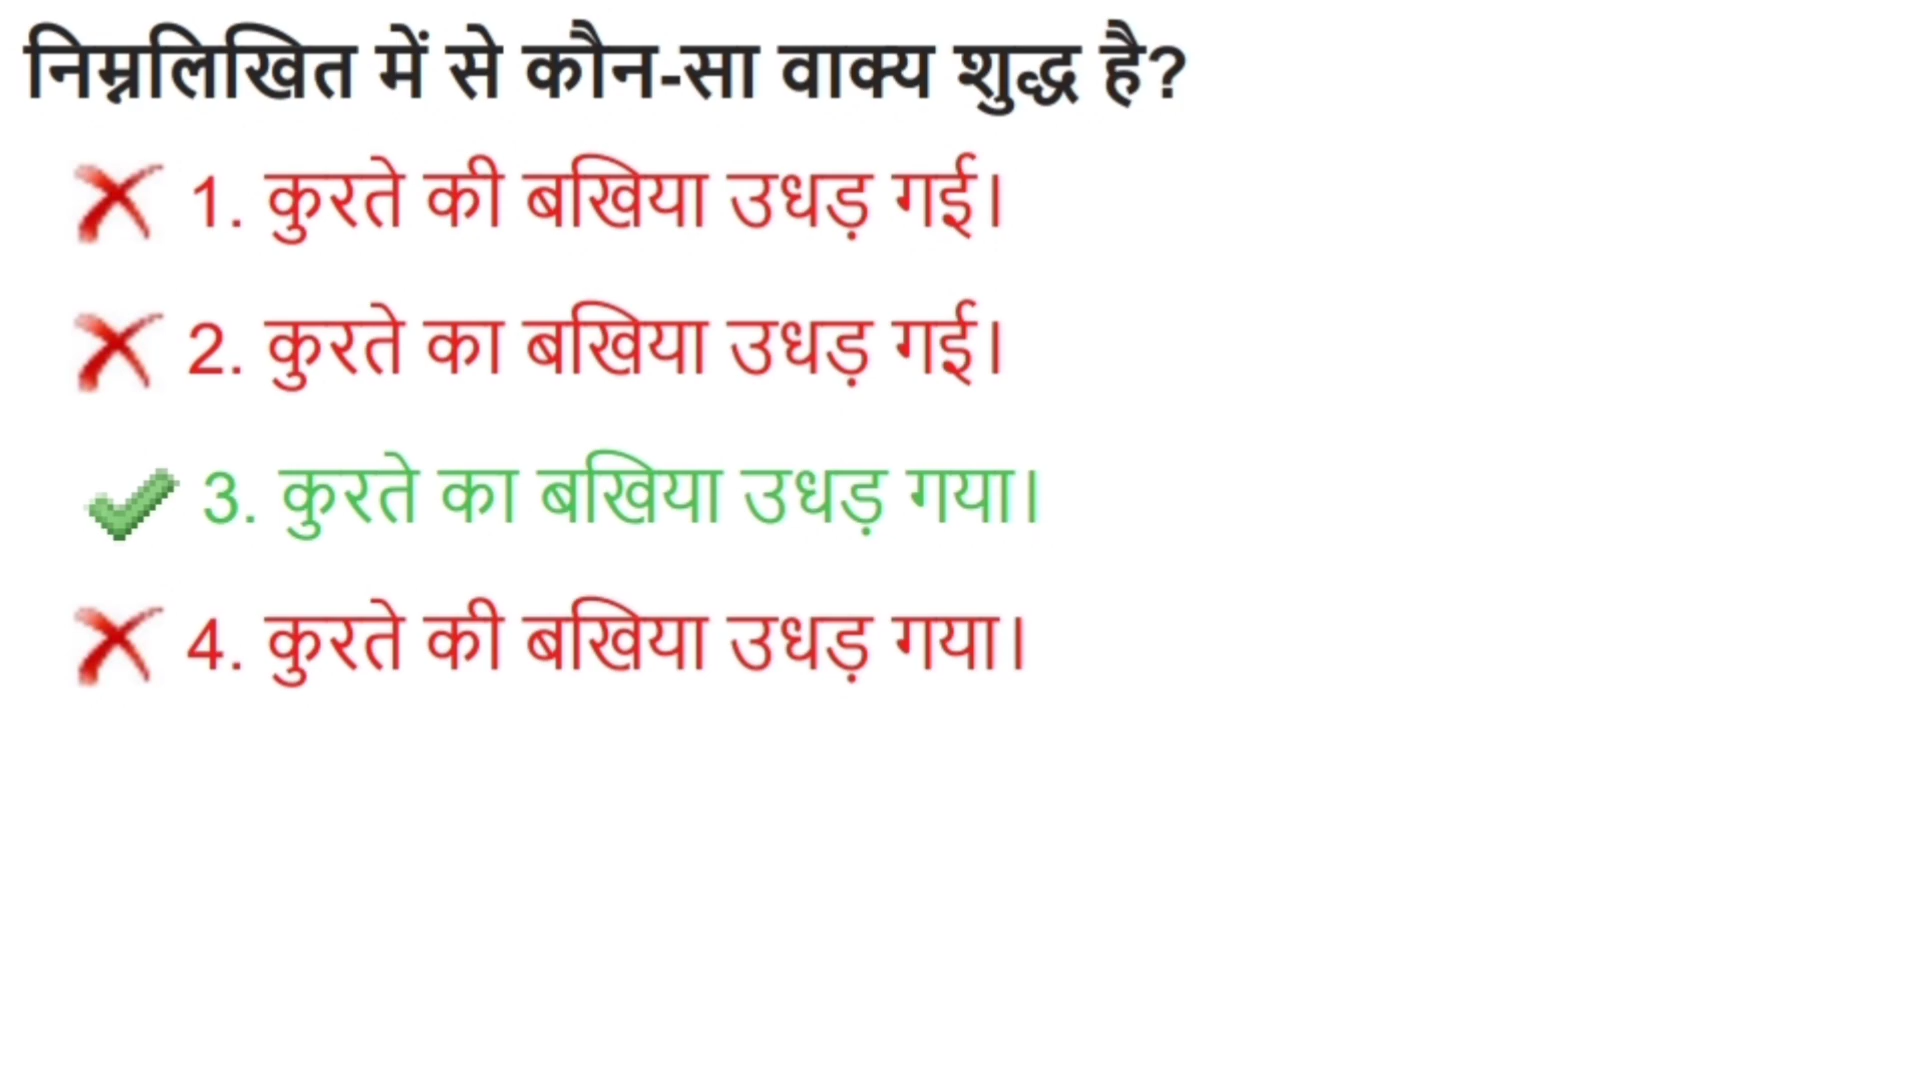 निम्नलिखित में से कौन-सा वाक्य शुद्ध है?
1. कुरते की बखिया उधड़ गई।
2. कुरते का बखिया उधड़ गई।
3. कुरते का बखिया उधड़ गया।
4. कुरते की बखिया उधड़ गया।